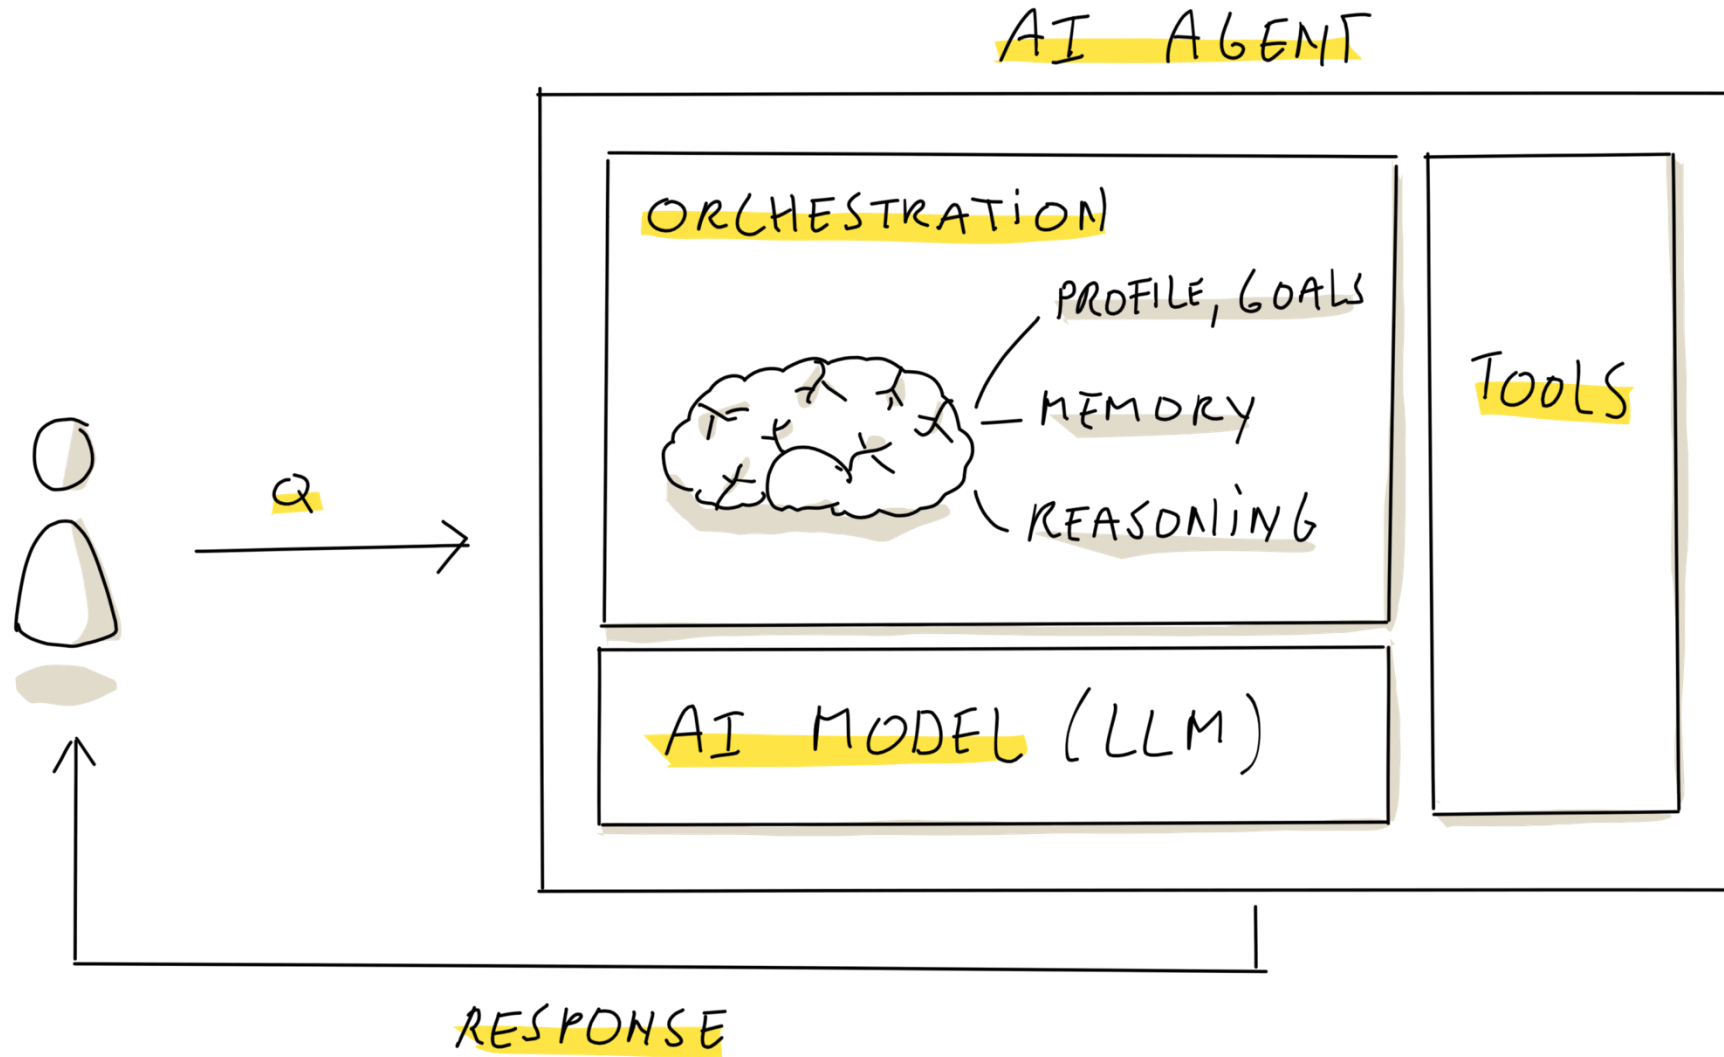 AI AGENT
ORCHESTRATiON
PROFILE, GOALS
MEMORY
REASONiNG
TOOLS
Q
AI MODEL (LLM)
RESPONSE